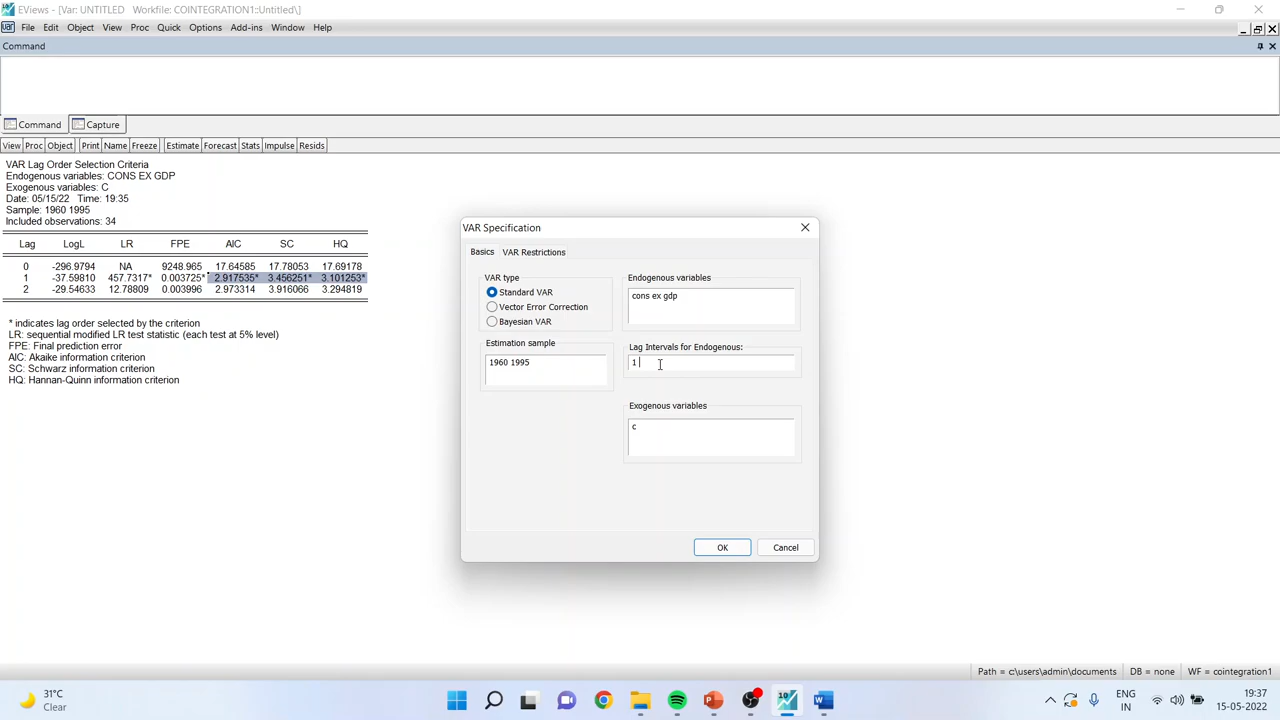 EViews - [Var: UNTITLED   Workfile: COINTEGRATION1::Untitled\]
File Edit Object View Proc Quick Options Add-ins Window Help
Command
Command Capture
View Proc Object Print Name Freeze Estimate Forecast Stats Impulse Resids
VAR Lag Order Selection Criteria
Endogenous variables: CONS EX GDP
Exogenous variables: C
Date: 05/15/22   Time: 19:35
Sample: 1960 1995
Included observations: 34
Lag LogL LR FPE AIC SC HQ
0 -296.9794 NA 9248.965 17.64585 17.78053 17.69178
1 -37.59810 457.7317* 0.003725* 2.917535* 3.456251* 3.101253*
2 -29.54633 12.78809 0.003996 2.973314 3.916066 3.294819
* indicates lag order selected by the criterion
LR: sequential modified LR test statistic (each test at 5% level)
FPE: Final prediction error
AIC: Akaike information criterion
SC: Schwarz information criterion
HQ: Hannan-Quinn information criterion
VAR Specification
Basics VAR Restrictions
VAR type
Standard VAR
Vector Error Correction
Bayesian VAR
Estimation sample
1960 1995
Endogenous variables
cons ex gdp
Lag Intervals for Endogenous:
1
Exogenous variables
c
OK Cancel
Path = c:\users\admin\documents DB = none WF = cointegration1
31°C
Clear
10
ENG
IN
19:37
15-05-2022